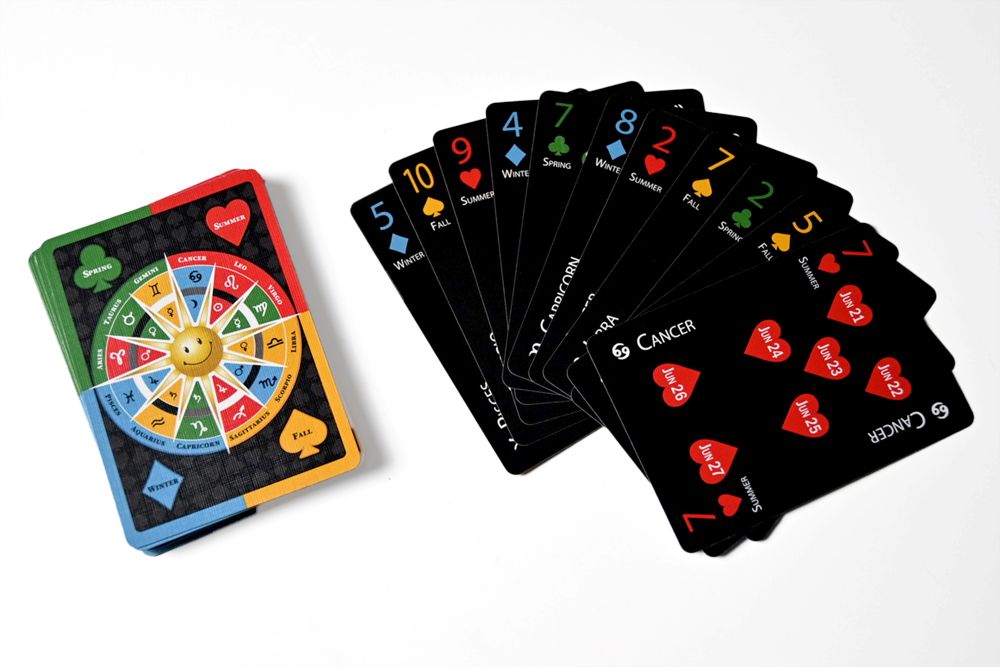 SPRING
SUMMER
GEMINI
CANCER
LEO
VIRGO
LIBRA
SCORPIO
SAGITTARIUS
CAPRICORN
AQUARIUS
PISCES
ARIES
TAURUS
FALL
WINTER
5
WINTER
10
FALL
9
SUMMER
4
WINTE
7
SPRING
8
WINTE
2
SUMMER
7
FALL
2
SPRING
5
FALL
7
SUMMER
CAPRICORN
CANCER
JUN 21
JUN 22
JUN 23
JUN 24
JUN 25
JUN 26
JUN 27
CANCER
SUMMER
7